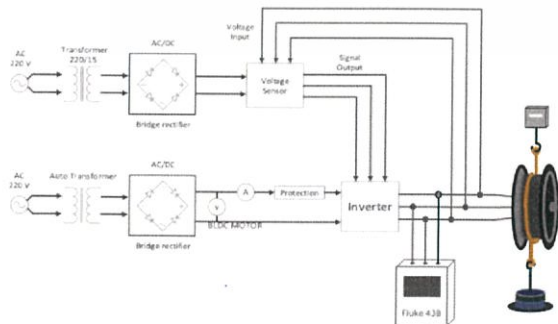 Voltage
Input
AC
220 V
Transformer
220/15
AC/DC
Bridge rectifier
Voltage
Sensor
Signal
Output
AC
220 V
Auto Transformer
AC/DC
Bridge rectifier
A
V
BLDC MOTOR
Protection
Inverter
Fluke 43B